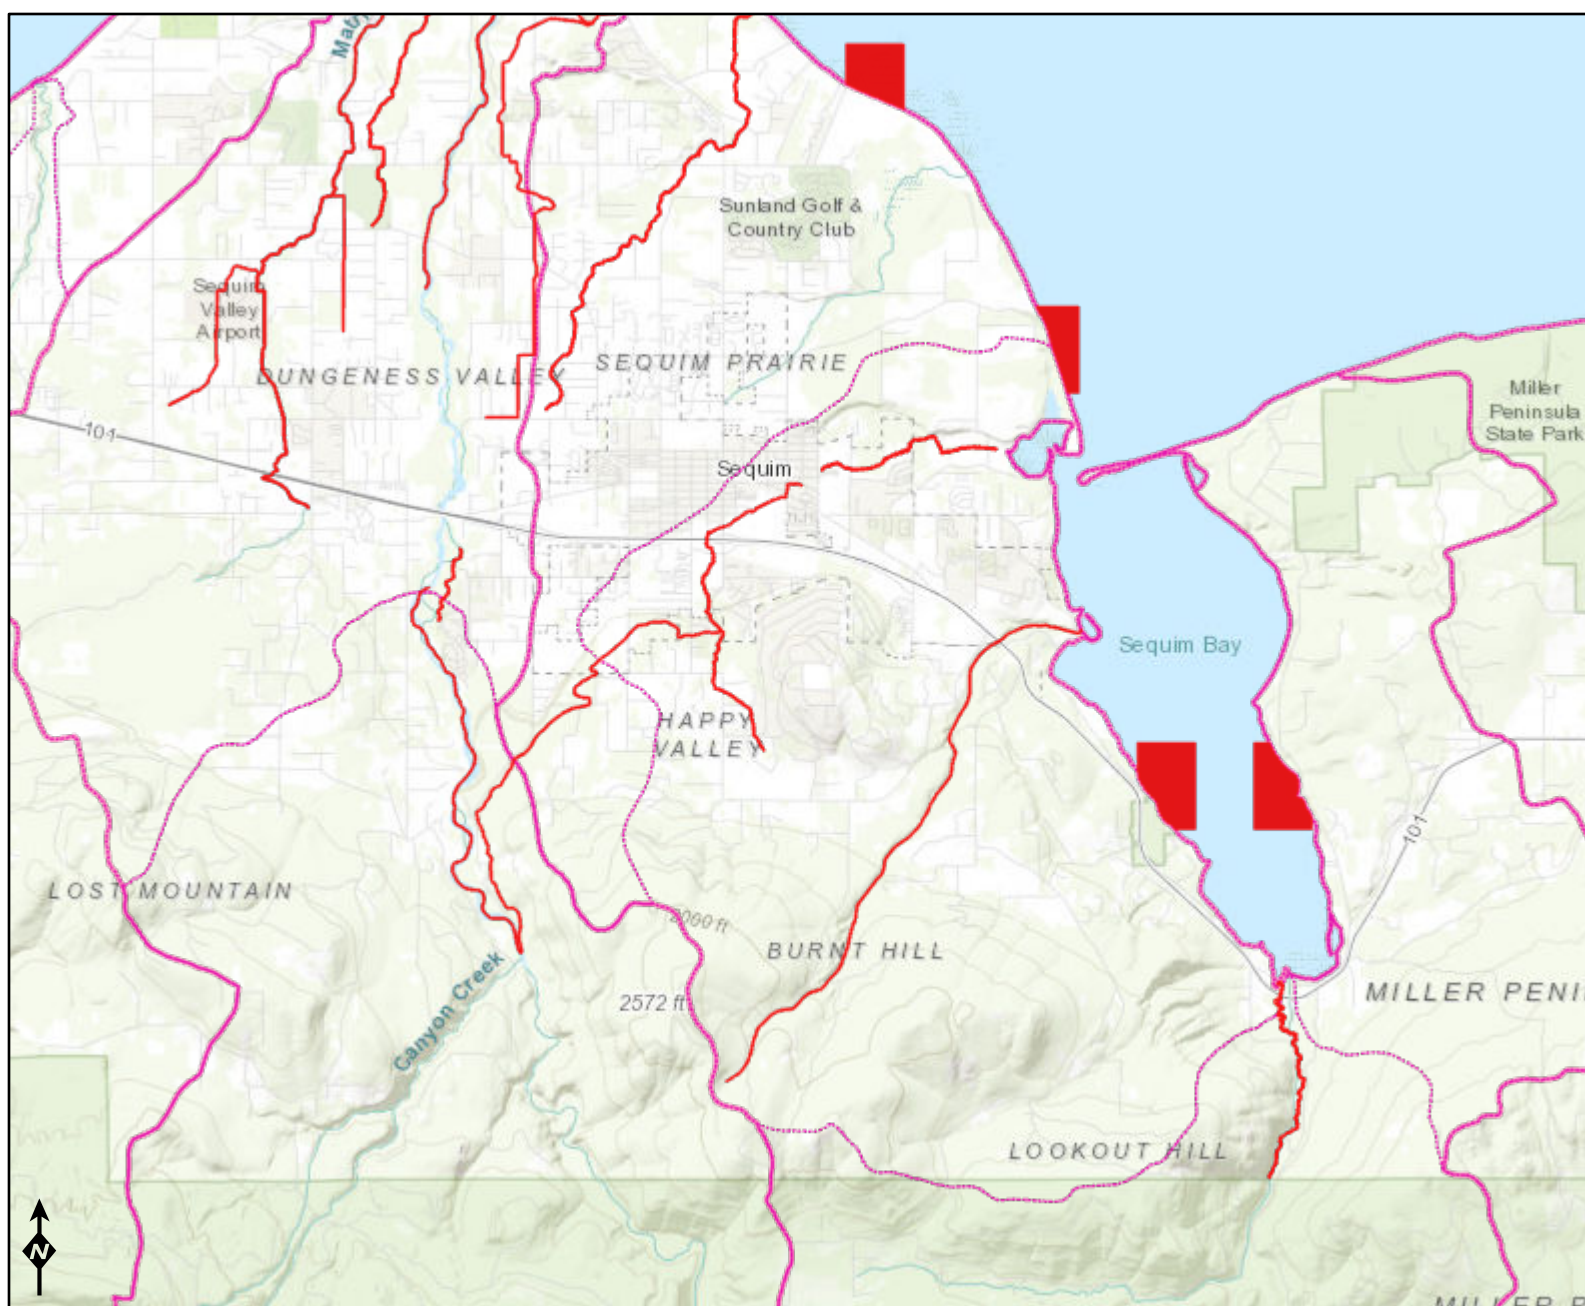 Sunland Golf &
Country Club
Sequim
Valley
Airport
SEQUIM PRAIRIE
DUNGENESS VALLEY
Miller
Peninsula
State Park
101
Sequim
Sequim Bay
HAPPY
VALLEY
101
LOST MOUNTAIN
2000 ft
BURNT HILL
Canyon Creek
2572 ft
MILLER PENI
LOOKOUT HILL
N